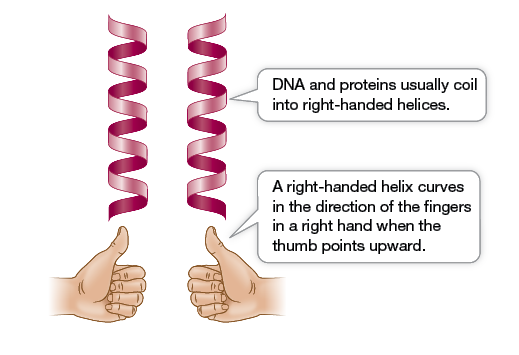 DNA and proteins usually coil
into right-handed helices.
A right-handed helix curves
in the direction of the fingers
in a right hand when the
thumb points upward.